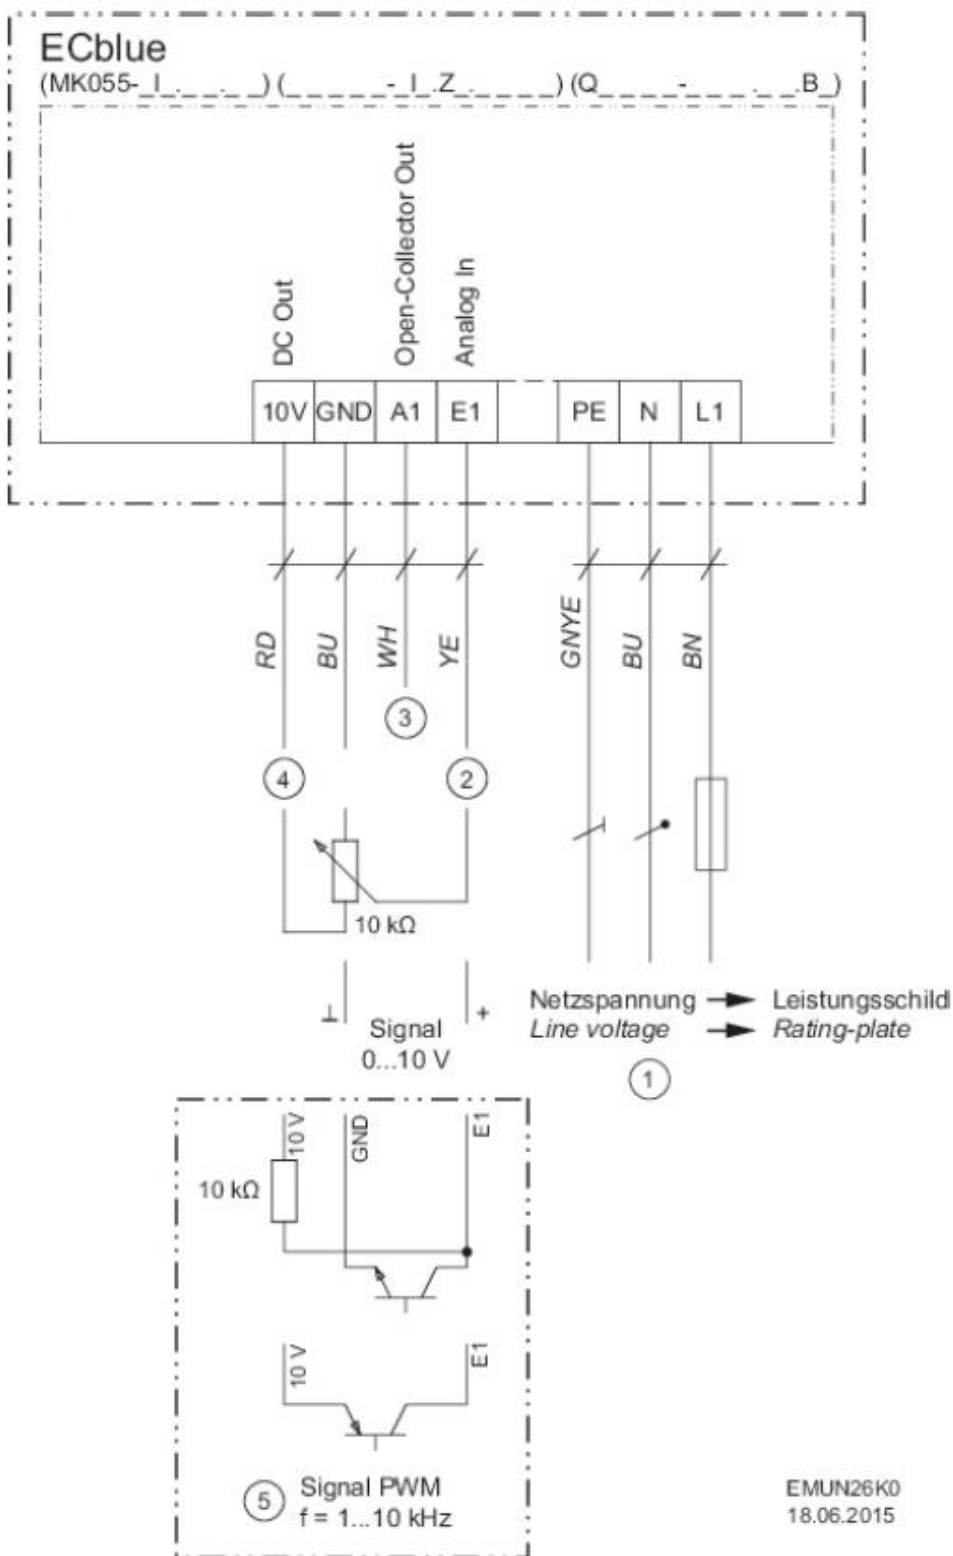 ECblue
(MK055-_I_._ _._ _) (_ _ _ _ _ _-_I_.Z_._ _ _ _ _) (Q_ _ _ _ _-_ _ _ _._ _.B_)
DC Out
Open-Collector Out
Analog In
10V GND A1 E1 PE N L1
RD BU WH YE GNYE BU BN
3
4 2
10 kΩ
Netzspannung Leistungsschild
Line voltage Rating-plate
⊥ +
Signal
0...10 V
1
10 V GND E1
10 kΩ
10 V E1
5 Signal PWM
f = 1...10 kHz
EMUN26K0
18.06.2015